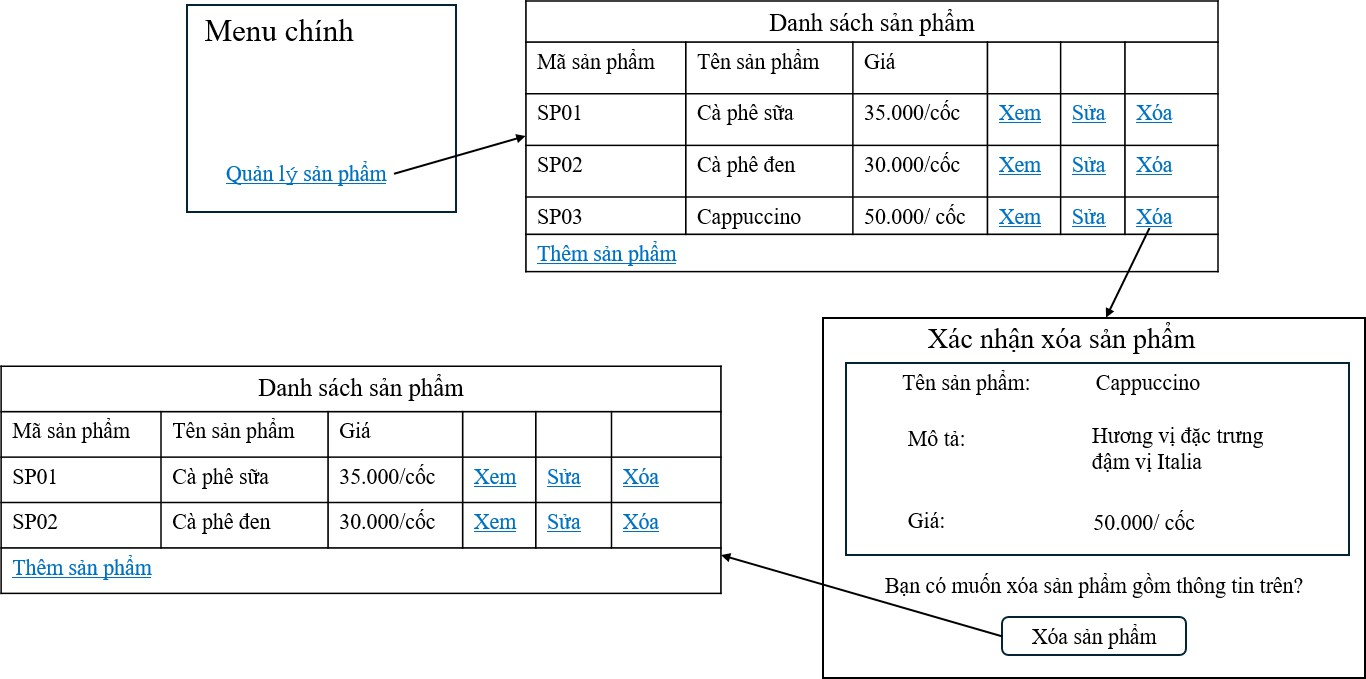 Menu chính
Quản lý sản phẩm
Danh sách sản phẩm
Mã sản phẩm Tên sản phẩm Giá
SP01 Cà phê sữa 35.000/cốc Xem Sửa Xóa
SP02 Cà phê đen 30.000/cốc Xem Sửa Xóa
SP03 Cappuccino 50.000/ cốc Xem Sửa Xóa
Thêm sản phẩm
Xác nhận xóa sản phẩm
Tên sản phẩm: Cappuccino
Mô tả: Hương vị đặc trưng
đậm vị Italia
Giá: 50.000/ cốc
Bạn có muốn xóa sản phẩm gồm thông tin trên?
Xóa sản phẩm
Danh sách sản phẩm
Mã sản phẩm Tên sản phẩm Giá
SP01 Cà phê sữa 35.000/cốc Xem Sửa Xóa
SP02 Cà phê đen 30.000/cốc Xem Sửa Xóa
Thêm sản phẩm